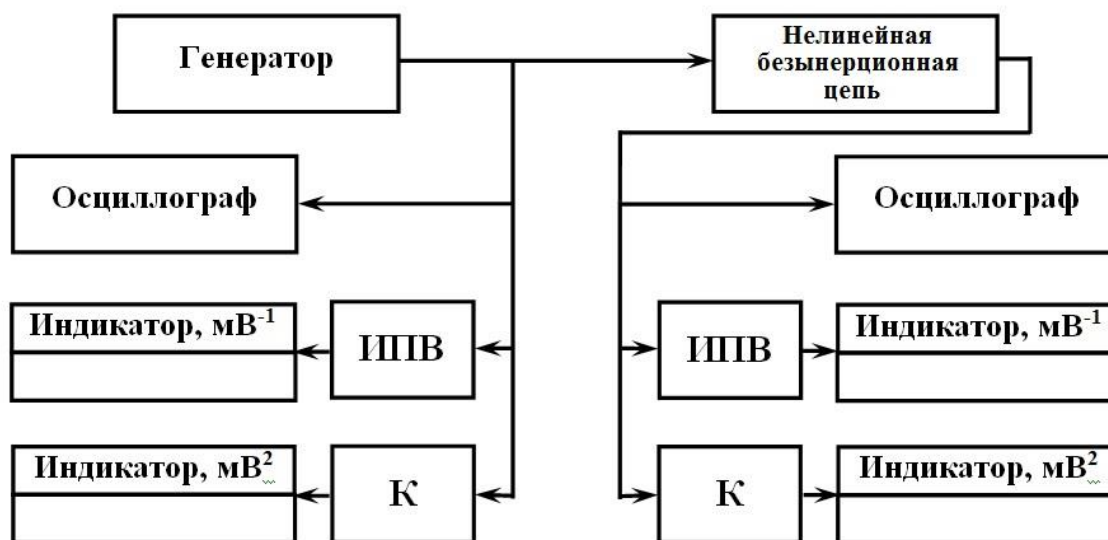 Генератор
Нелинейная
безынерционная
цепь
Осциллограф
Осциллограф
Индикатор, мВ⁻¹
ИПВ
ИПВ
Индикатор, мВ⁻¹
Индикатор, мВ²
К
К
Индикатор, мВ²